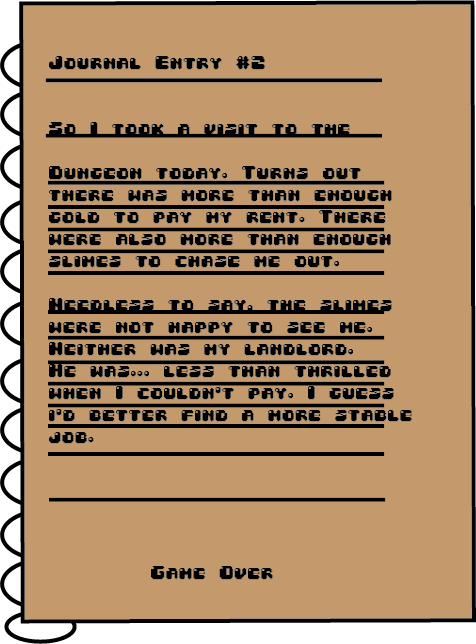 Journal Entry #2
So I took a visit to the
Dungeon today. Turns out
there was more than enough
gold to pay my rent. There
were also more than enough
slimes to chase me out.
Needless to say, the slimes
were not happy to see me.
Neither was my landlord.
He was... less than thrilled
when I couldn't pay. I guess
I'd better find a more stable
job.
Game Over